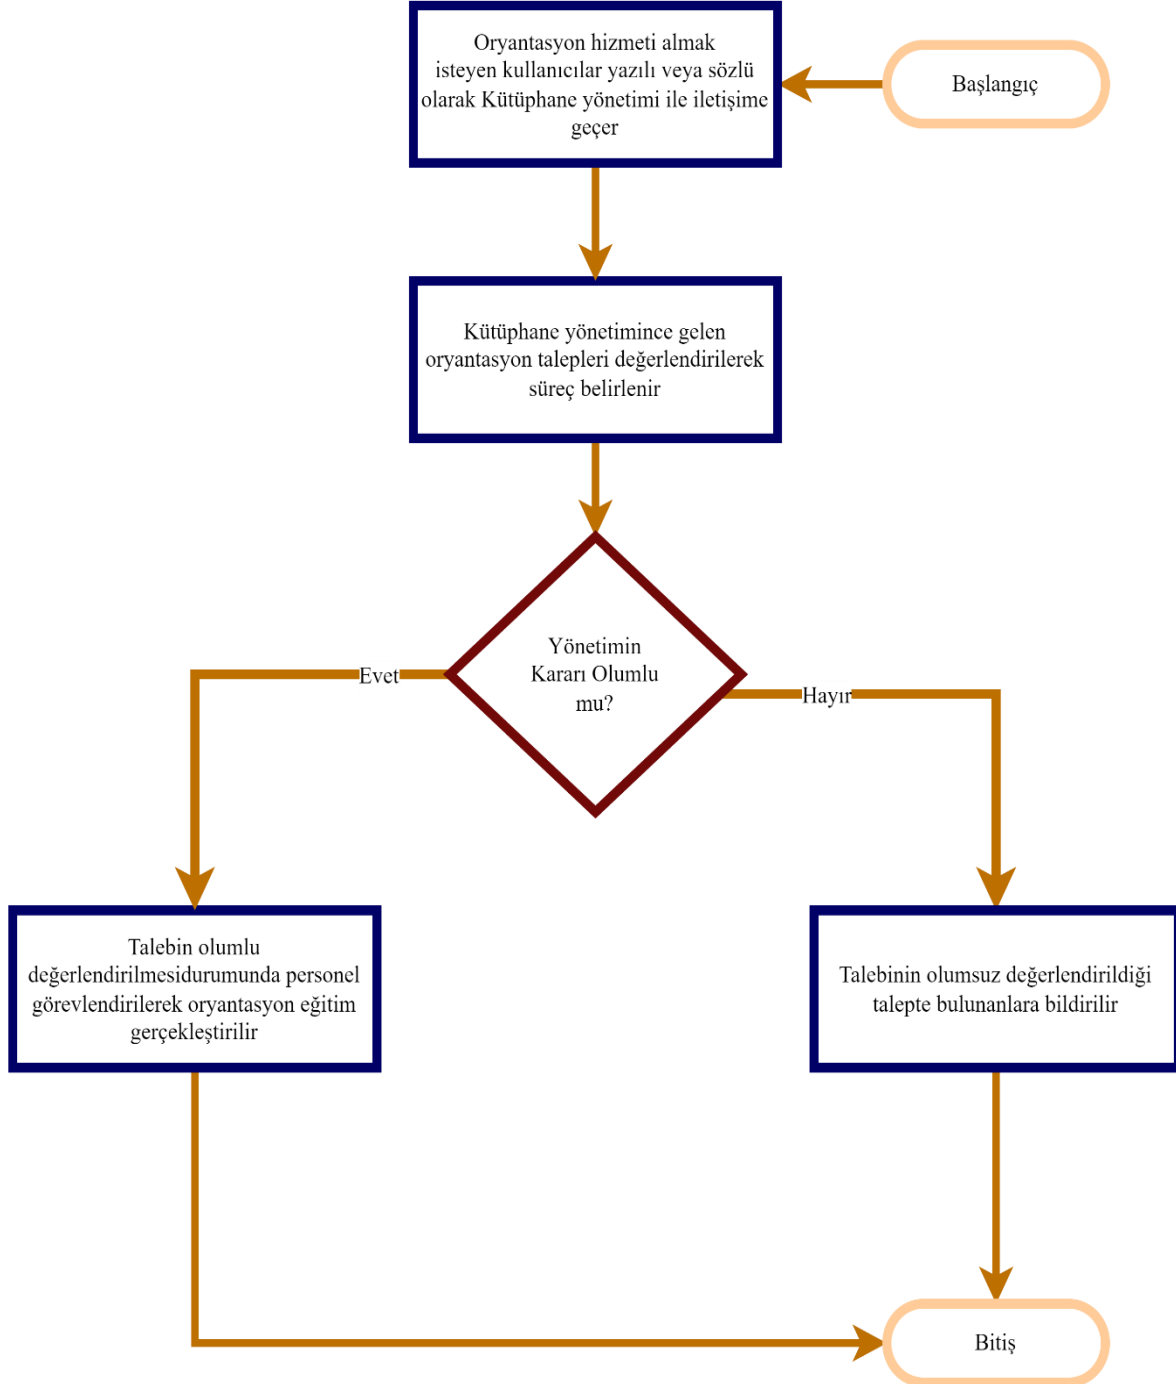 Başlangıç
Oryantasyon hizmeti almak
isteyen kullanıcılar yazılı veya sözlü
olarak Kütüphane yönetimi ile iletişime
geçer
Kütüphane yönetimince gelen
oryantasyon talepleri değerlendirilerek
süreç belirlenir
Yönetimin
Kararı Olumlu
mu?
Evet
Hayır
Talebin olumlu
değerlendirilmesidurumunda personel
görevlendirilerek oryantasyon eğitim
gerçekleştirilir
Talebinin olumsuz değerlendirildiği
talepte bulunanlara bildirilir
Bitiş